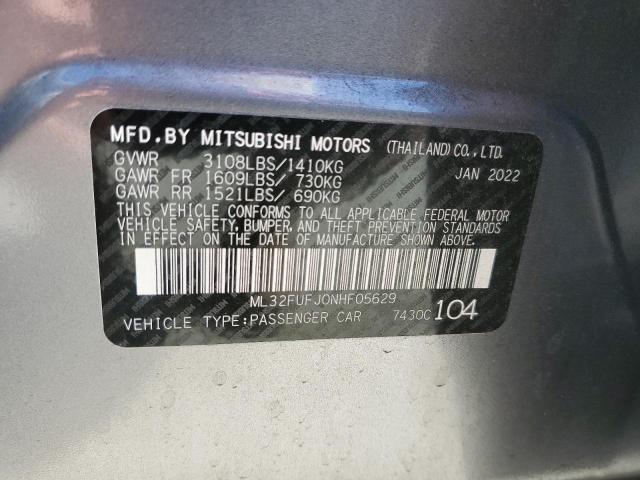 MFD.BY MITSUBISHI MOTORS (THAILAND) CO., LTD.
GVWR 3108LBS/1410KG JAN 2022
GAWR FR 1609LBS/ 730KG
GAWR RR 1521LBS/ 690KG
THIS VEHICLE CONFORMS TO ALL APPLICABLE FEDERAL MOTOR
VEHICLE SAFETY, BUMPER, AND THEFT PREVENTION STANDARDS
IN EFFECT ON THE DATE OF MANUFACTURE SHOWN ABOVE.
ML32FUFJ0NHF05629
VEHICLE TYPE:PASSENGER CAR 7430C 104